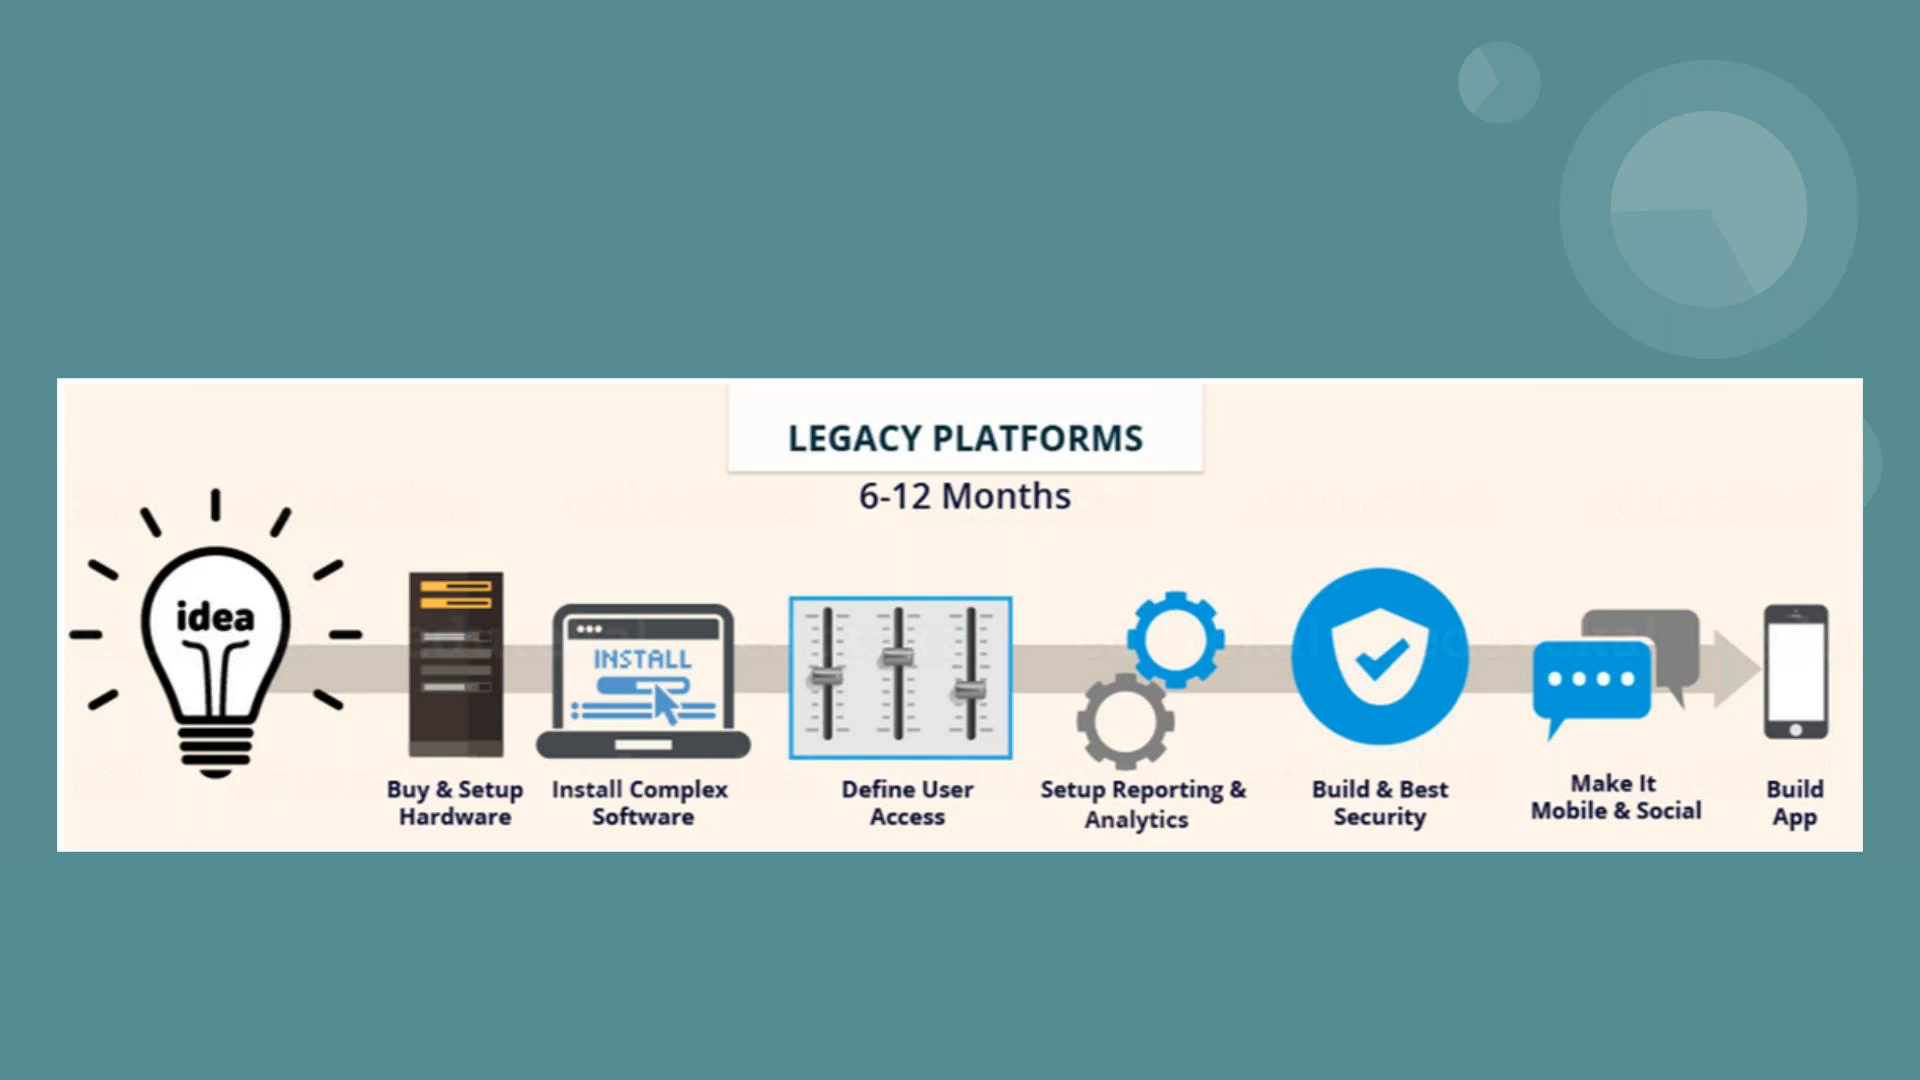 LEGACY PLATFORMS
6-12 Months
idea
INSTALL
Buy & Setup
Hardware
Install Complex
Software
Define User
Access
Setup Reporting &
Analytics
Build & Best
Security
Make It
Mobile & Social
Build
App